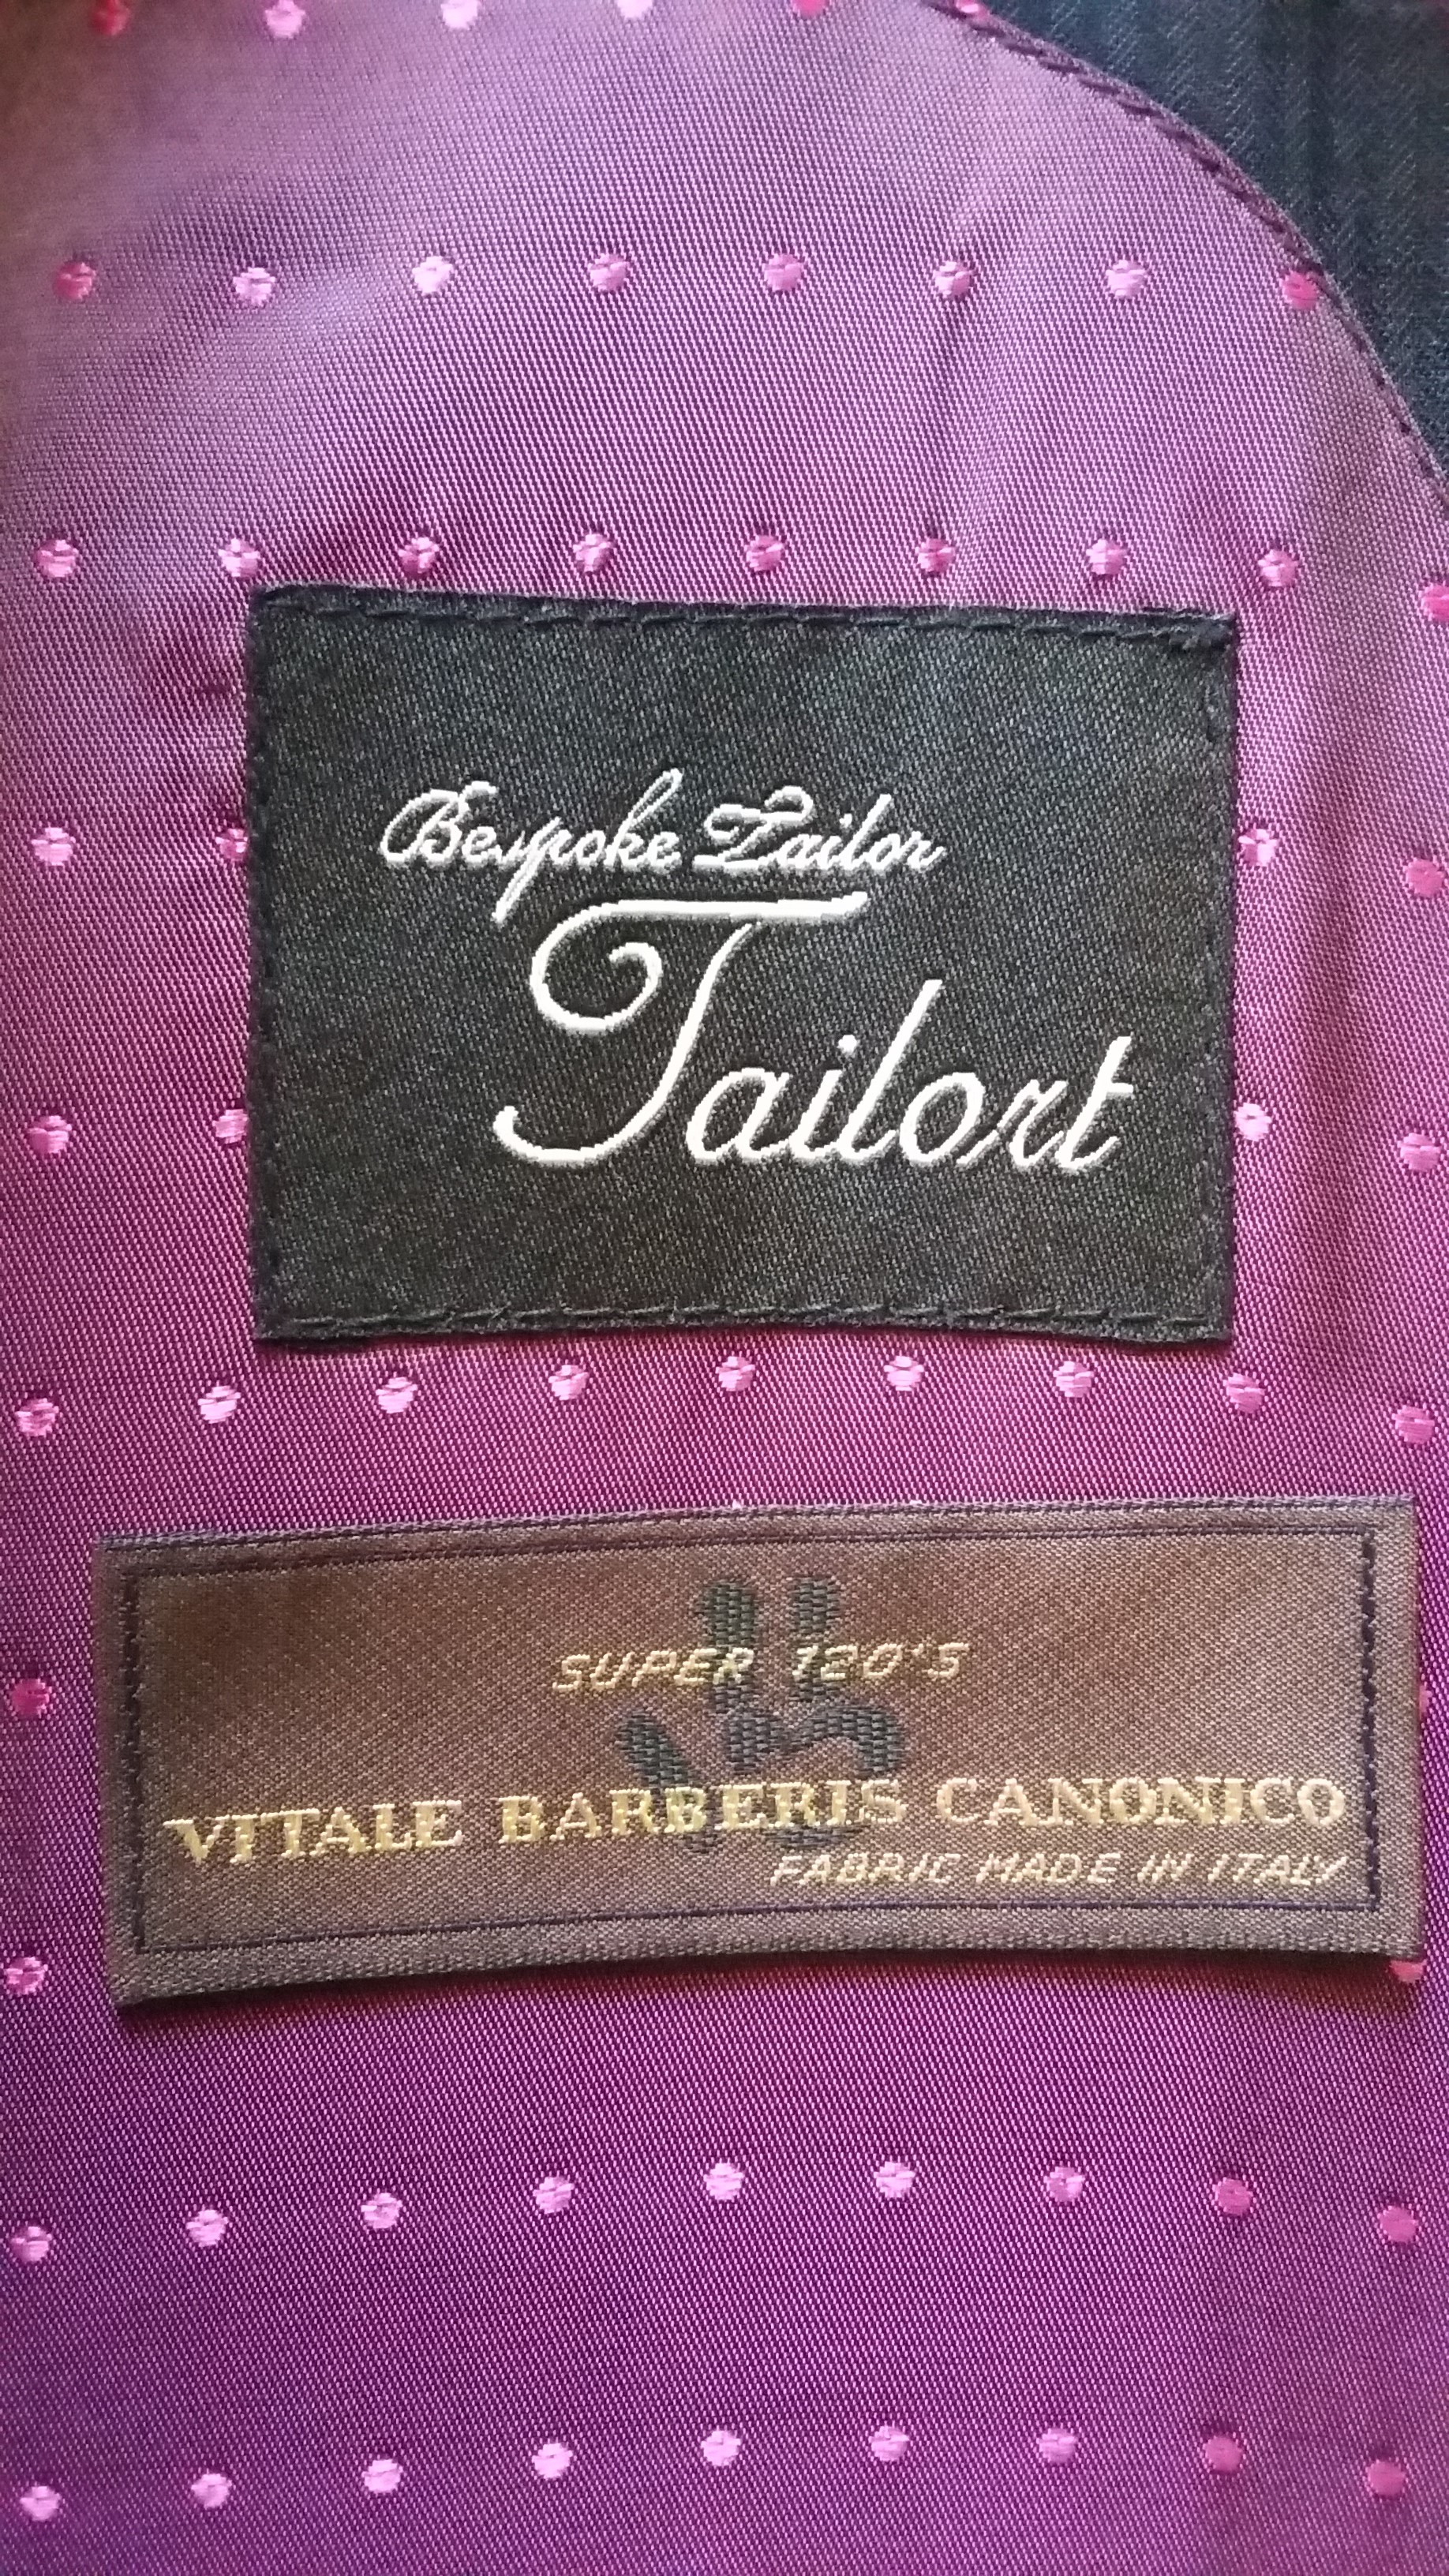 Bespoke Tailor
Tailort
SUPER 120'S
VITALE BARBERIS CANONICO
FABRIC MADE IN ITALY